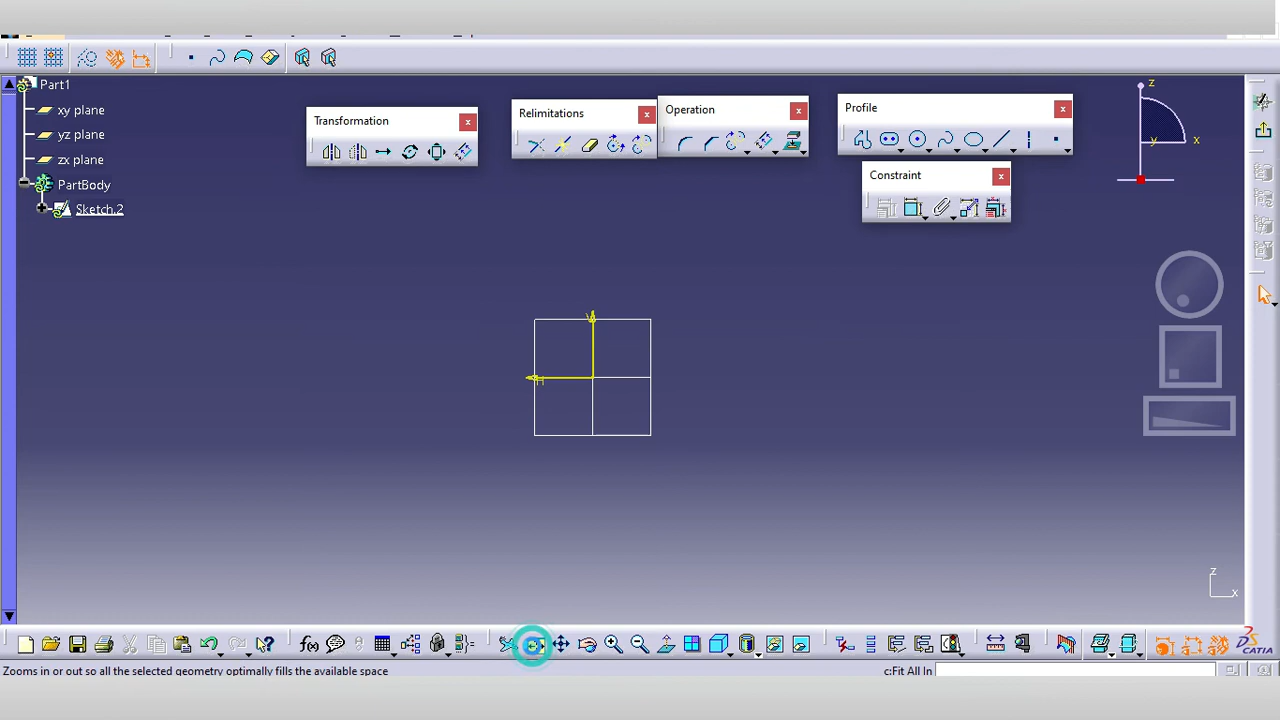 Part1
xy plane
yz plane
zx plane
PartBody
Sketch.2
Transformation
Relimitations
Operation
Profile
Constraint
z
x
y
V
H
z
x
f(x)
CATIA
Zooms in or out so all the selected geometry optimally fills the available space
c:Fit All In